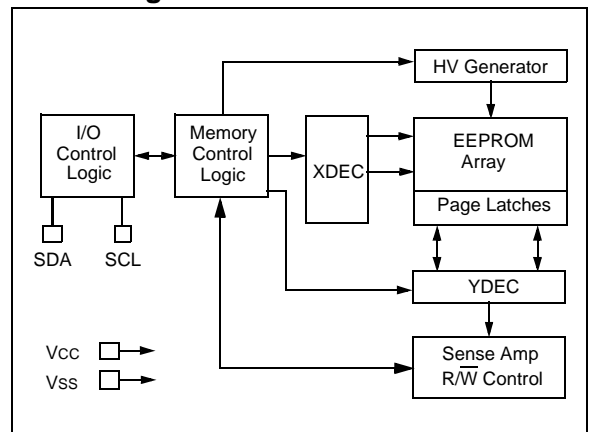 HV Generator
I/O
Control
Logic
Memory
Control
Logic
XDEC
EEPROM
Array
Page Latches
SDA
SCL
YDEC
Vcc
Vss
Sense Amp
R/W̅ Control